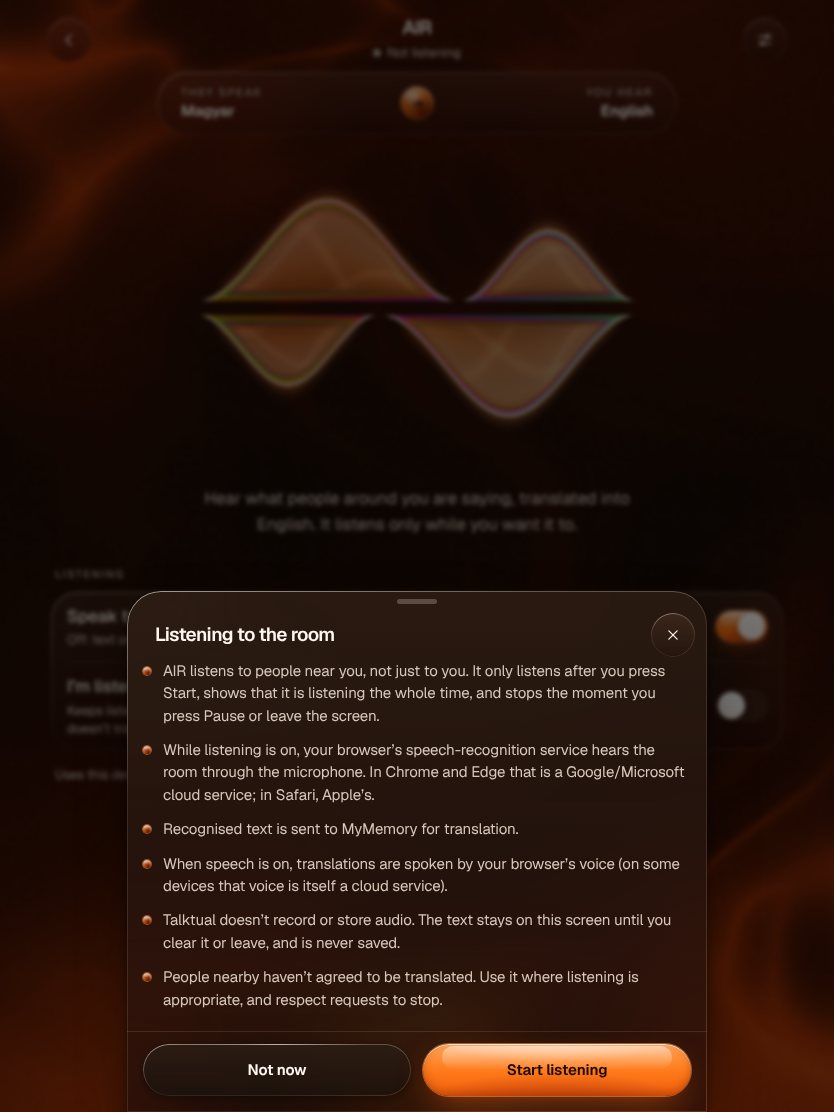 AIR
Not listening
THEY SPEAK
YOU HEAR
Magyar
English
Hear what people around you are saying, translated into
English. It listens only while you want it to.
LISTENING
Speak
Off: text
I'm
Keeps
doesn't
Uses this
Listening to the room
AIR listens to people near you, not just to you. It only listens after you press
Start, shows that it is listening the whole time, and stops the moment you
press Pause or leave the screen.
While listening is on, your browser’s speech-recognition service hears the
room through the microphone. In Chrome and Edge that is a Google/Microsoft
cloud service; in Safari, Apple’s.
Recognised text is sent to MyMemory for translation.
When speech is on, translations are spoken by your browser’s voice (on some
devices that voice is itself a cloud service).
Talktual doesn’t record or store audio. The text stays on this screen until you
clear it or leave, and is never saved.
People nearby haven’t agreed to be translated. Use it where listening is
appropriate, and respect requests to stop.
Not now
Start listening